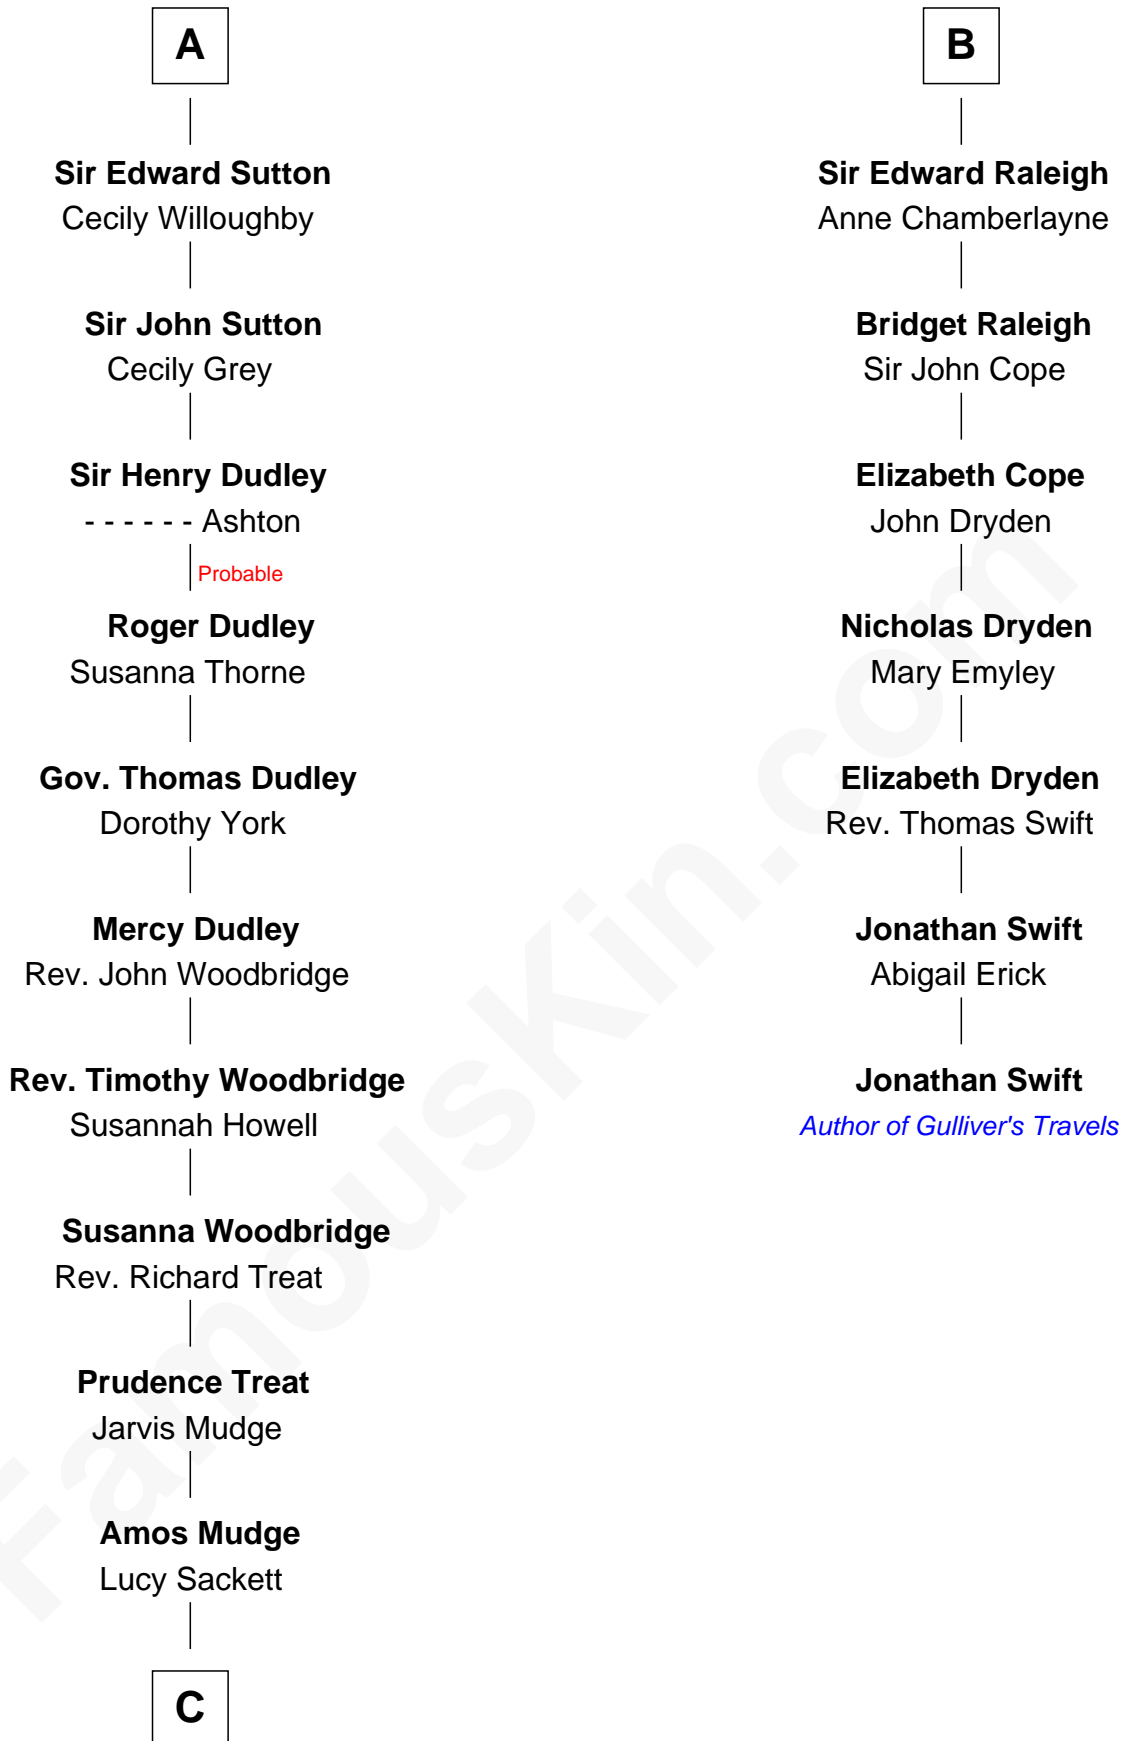 A
Sir Edward Sutton
Cecily Willoughby
Sir John Sutton
Cecily Grey
Sir Henry Dudley
- - - - - - Ashton
Probable
Roger Dudley
Susanna Thorne
Gov. Thomas Dudley
Dorothy York
Mercy Dudley
Rev. John Woodbridge
Rev. Timothy Woodbridge
Susannah Howell
Susanna Woodbridge
Rev. Richard Treat
Prudence Treat
Jarvis Mudge
Amos Mudge
Lucy Sackett
C
B
Sir Edward Raleigh
Anne Chamberlayne
Bridget Raleigh
Sir John Cope
Elizabeth Cope
John Dryden
Nicholas Dryden
Mary Emyley
Elizabeth Dryden
Rev. Thomas Swift
Jonathan Swift
Abigail Erick
Jonathan Swift
Author of Gulliver's Travels
FamousKin.com